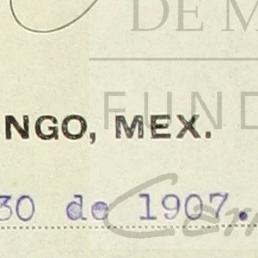 DE M
FUND
NGO, MEX.
30 de 1907.